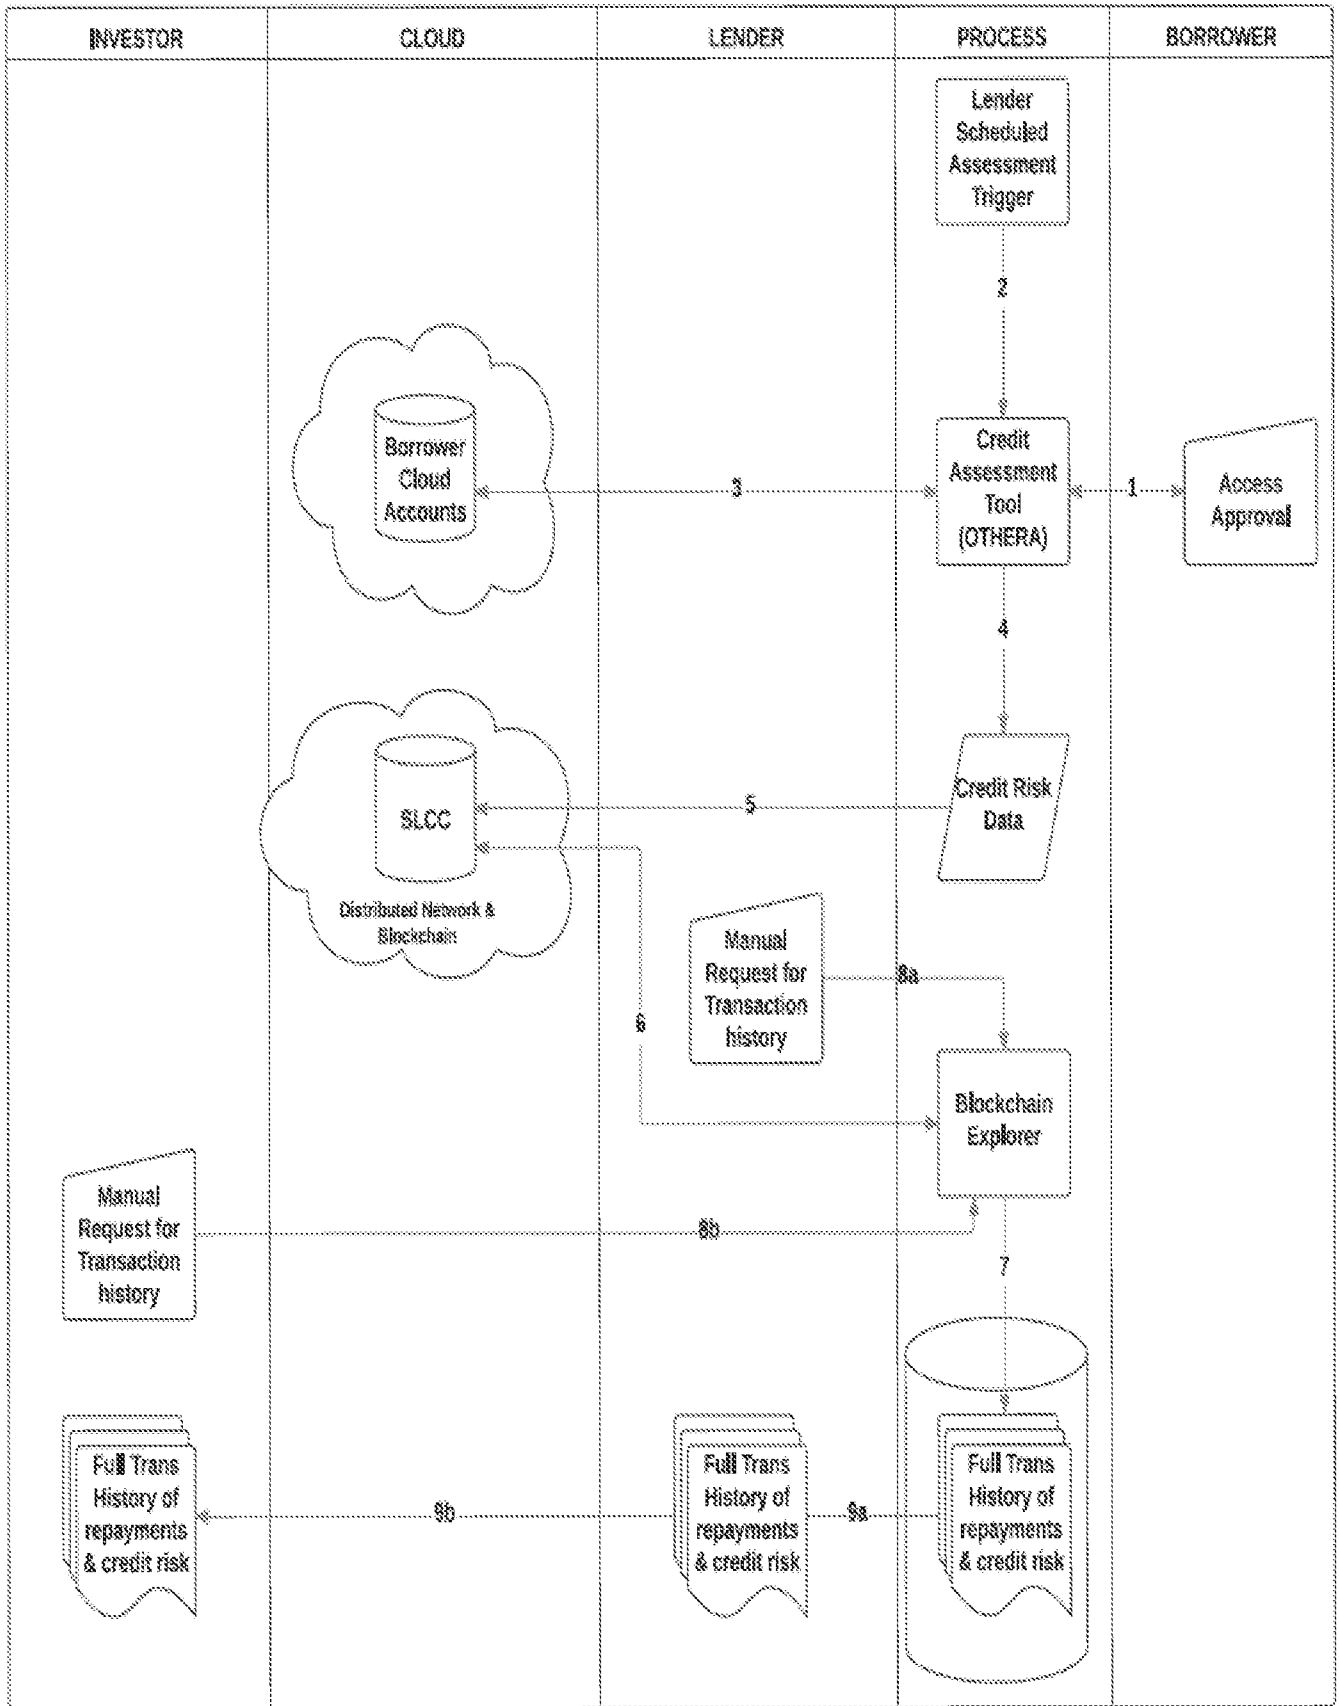 INVESTOR
CLOUD
LENDER
PROCESS
BORROWER
Lender
Scheduled
Assessment
Trigger
2
Borrower
Cloud
Accounts
3
Credit
Assessment
Tool
(OTHERA)
1
Access
Approval
4
SLCC
Distributed Network &
Blockchain
5
Credit Risk
Data
6
Manual
Request for
Transaction
history
8a
Blockchain
Explorer
Manual
Request for
Transaction
history
8b
7
Full Trans
History of
repayments
& credit risk
9b
Full Trans
History of
repayments
& credit risk
9a
Full Trans
History of
repayments
& credit risk